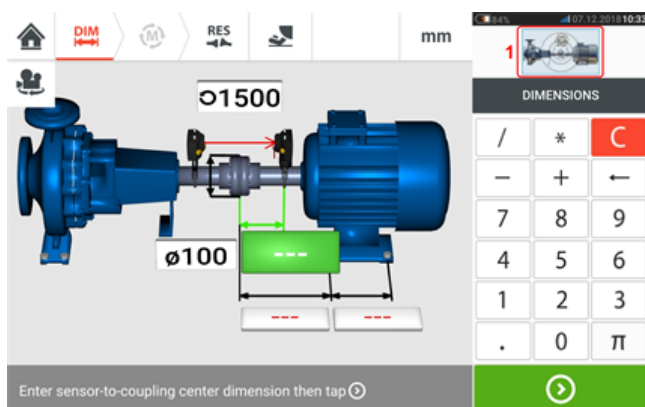 DIM
M
RES
mm
84%
07.12.2018 10:33
1
DIMENSIONS
1500
ø100
---
---
---
/ * C
− + ←
7 8 9
4 5 6
1 2 3
. 0 π
Enter sensor-to-coupling center dimension then tap